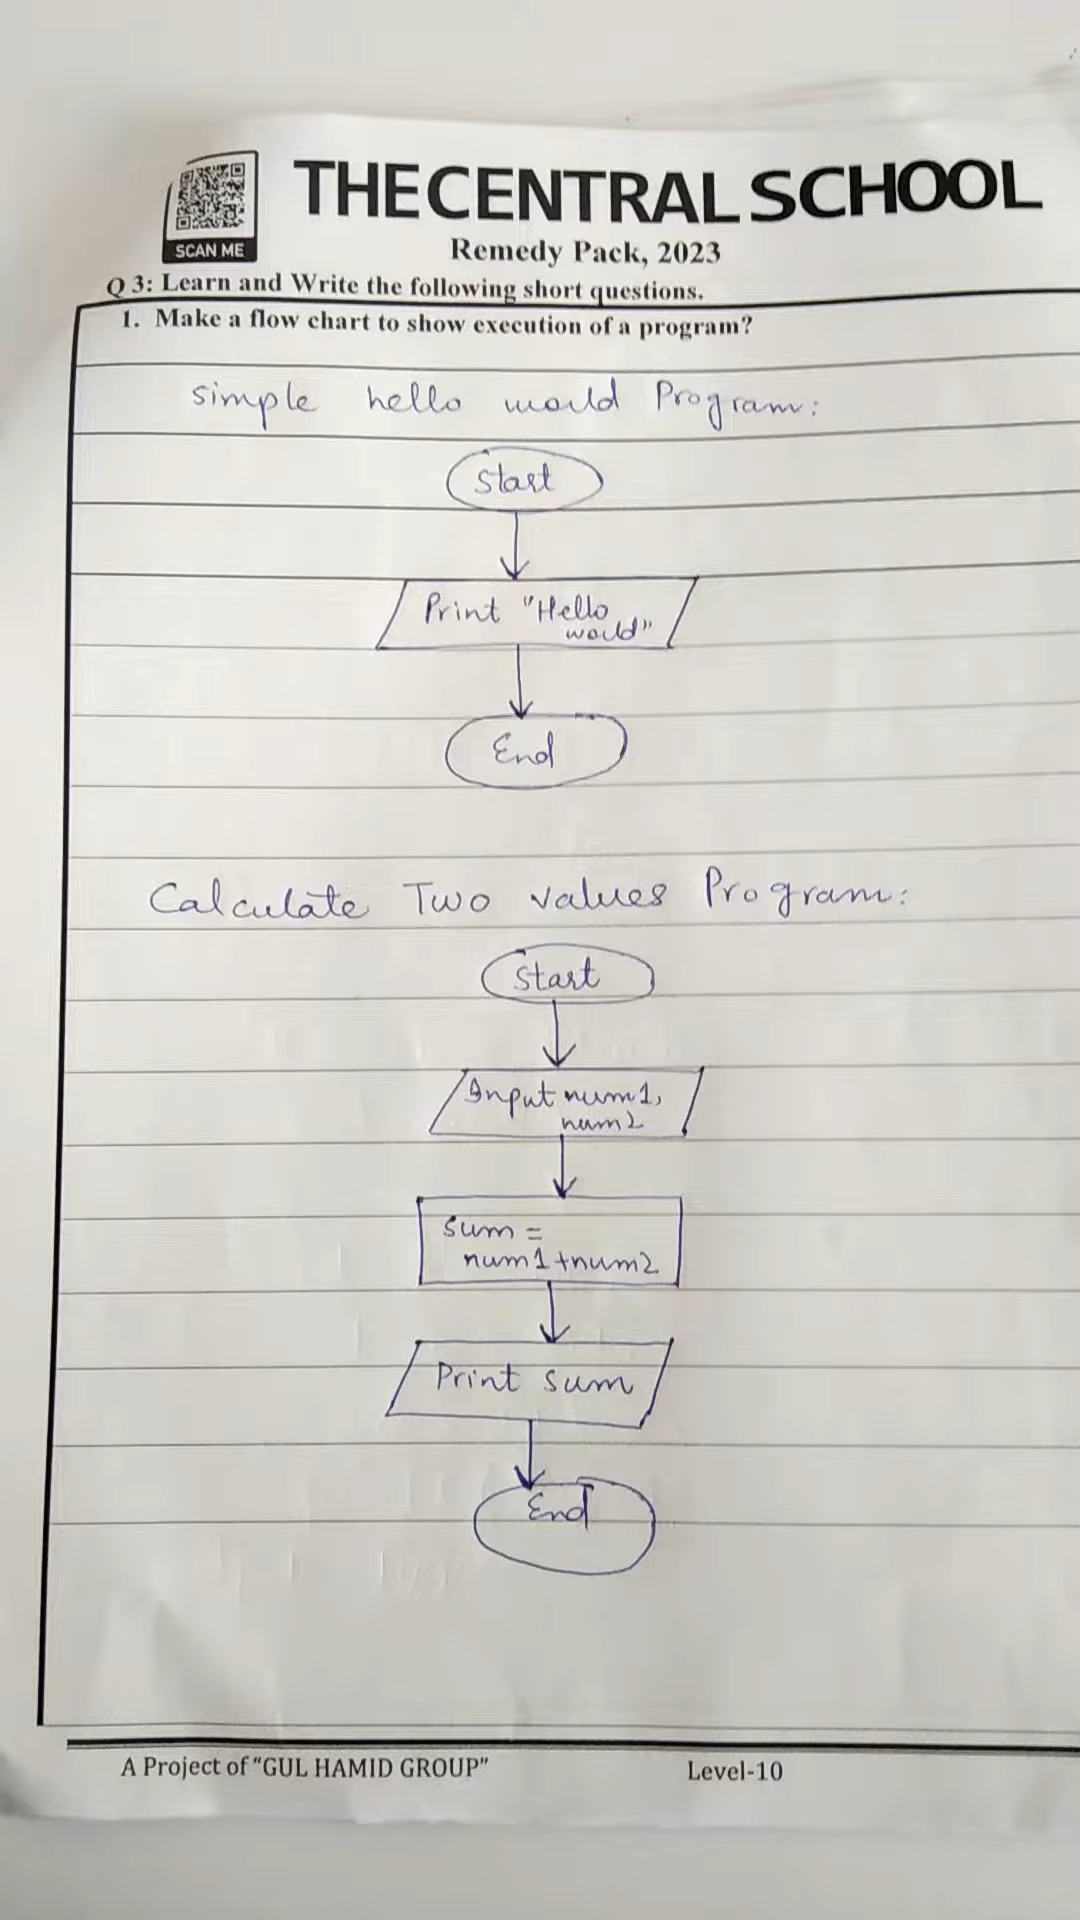 THE CENTRAL SCHOOL
SCAN ME
Remedy Pack, 2023
Q 3: Learn and Write the following short questions.
1. Make a flow chart to show execution of a program?
simple hello world Program:
Start
Print "Hello
world"
End
Calculate Two values Program:
Start
Input num1,
num2
sum =
num1+num2
Print sum
End
A Project of "GUL HAMID GROUP"
Level-10